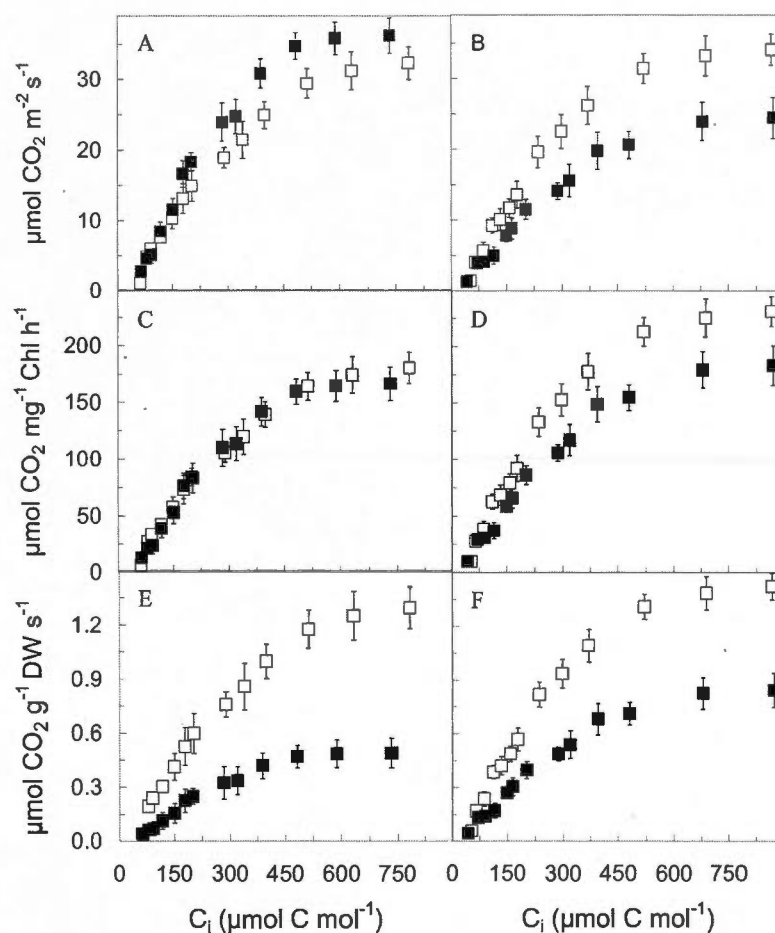 A
B
µmol CO₂ m⁻² s⁻¹
30
20
10
0
C
D
µmol CO₂ mg⁻¹ Chl h⁻¹
200
150
100
50
0
E
F
µmol CO₂ g⁻¹ DW s⁻¹
1.2
0.9
0.6
0.3
0.0
0 150 300 450 600 750
0 150 300 450 600 750
Cᵢ (µmol C mol⁻¹)
Cᵢ (µmol C mol⁻¹)